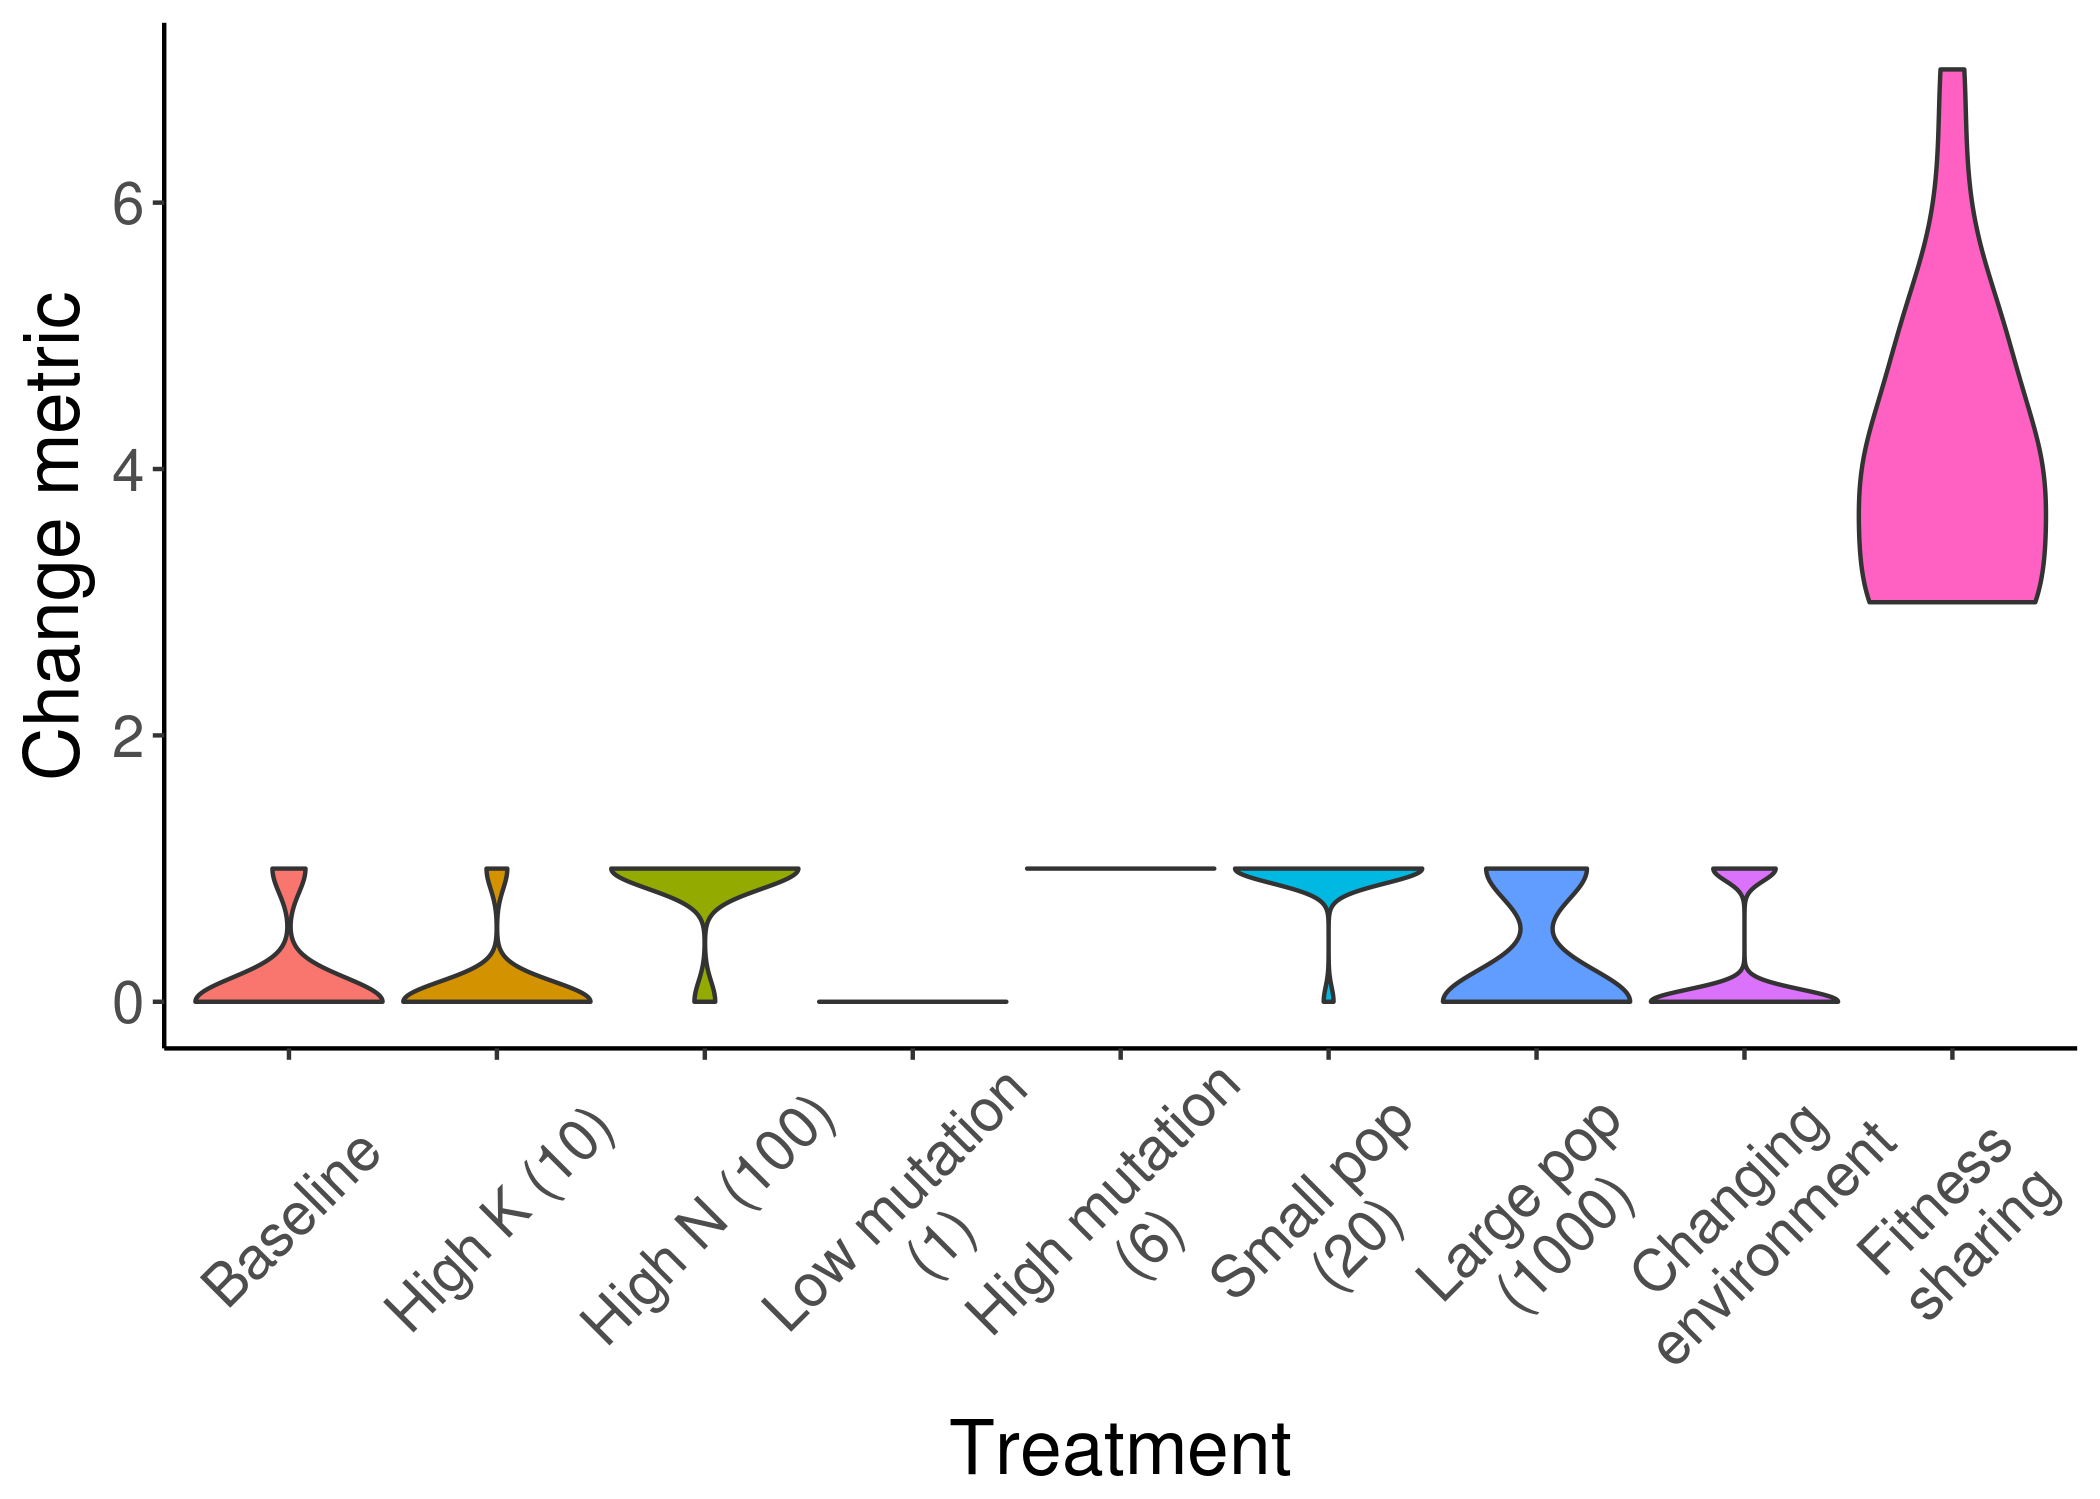 Change metric
6
4
2
0
Baseline
High K (10)
High N (100)
Low mutation
(1)
High mutation
(6)
Small pop
(20)
Large pop
(1000)
Changing
environment
Fitness
sharing
Treatment